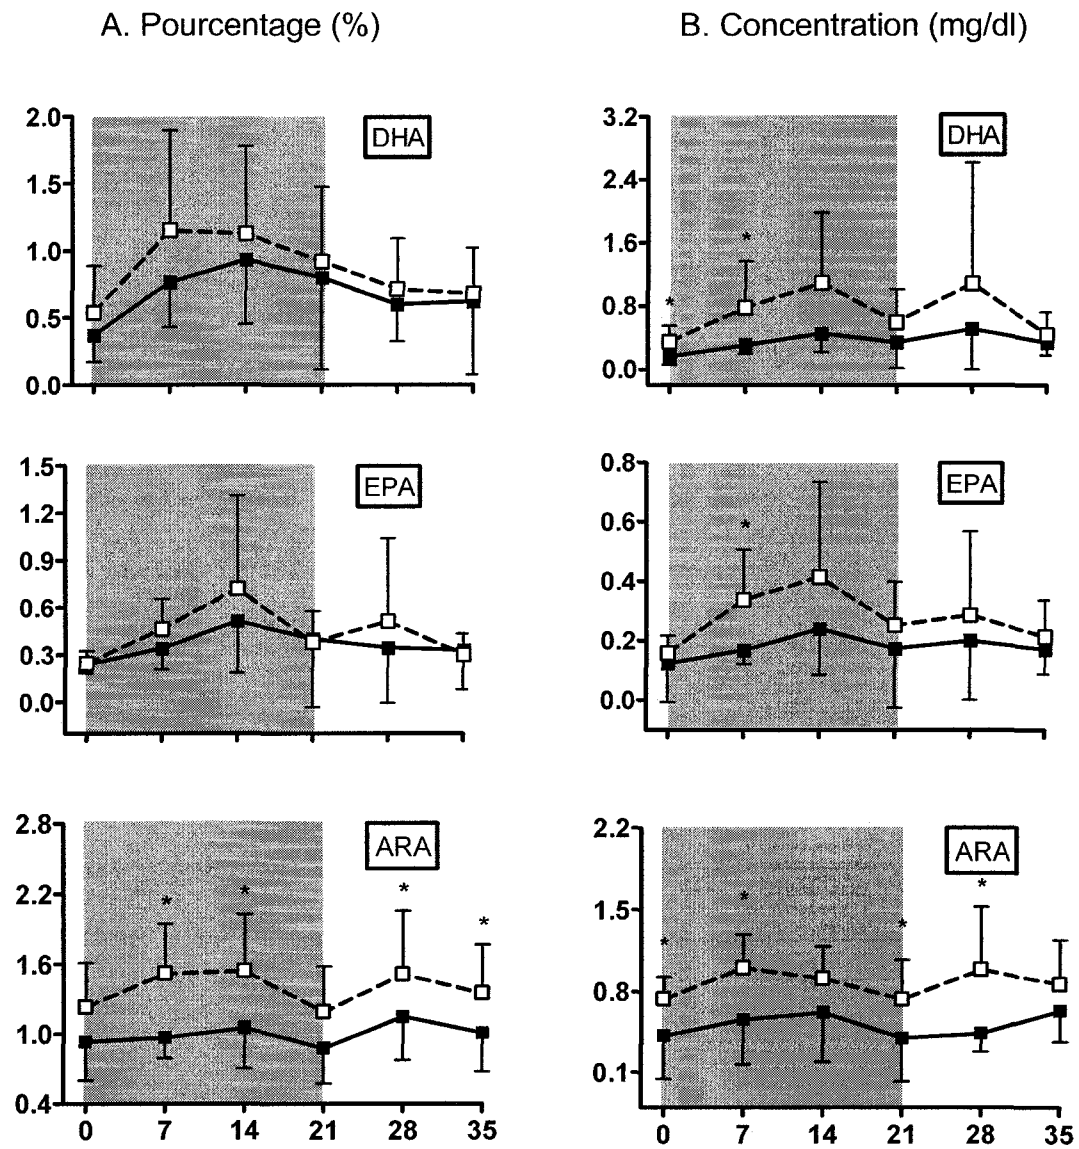 A. Pourcentage (%)
B. Concentration (mg/dl)
DHA
2.0
1.5
1.0
0.5
0.0
DHA
3.2
2.4
1.6
0.8
0.0
*
*
EPA
1.5
1.2
0.9
0.6
0.3
0.0
EPA
0.8
0.6
0.4
0.2
0.0
*
ARA
2.8
2.2
1.6
1.0
0.4
* * * *
0 7 14 21 28 35
ARA
2.2
1.5
0.8
0.1
* * * *
0 7 14 21 28 35